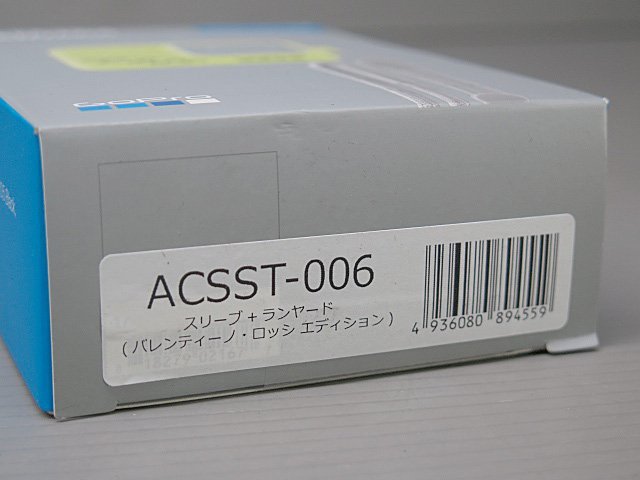 GoPro
ACSST-006
スリーブ + ランヤード
( バレンティーノ・ロッシ エディション )
4 936080 894559